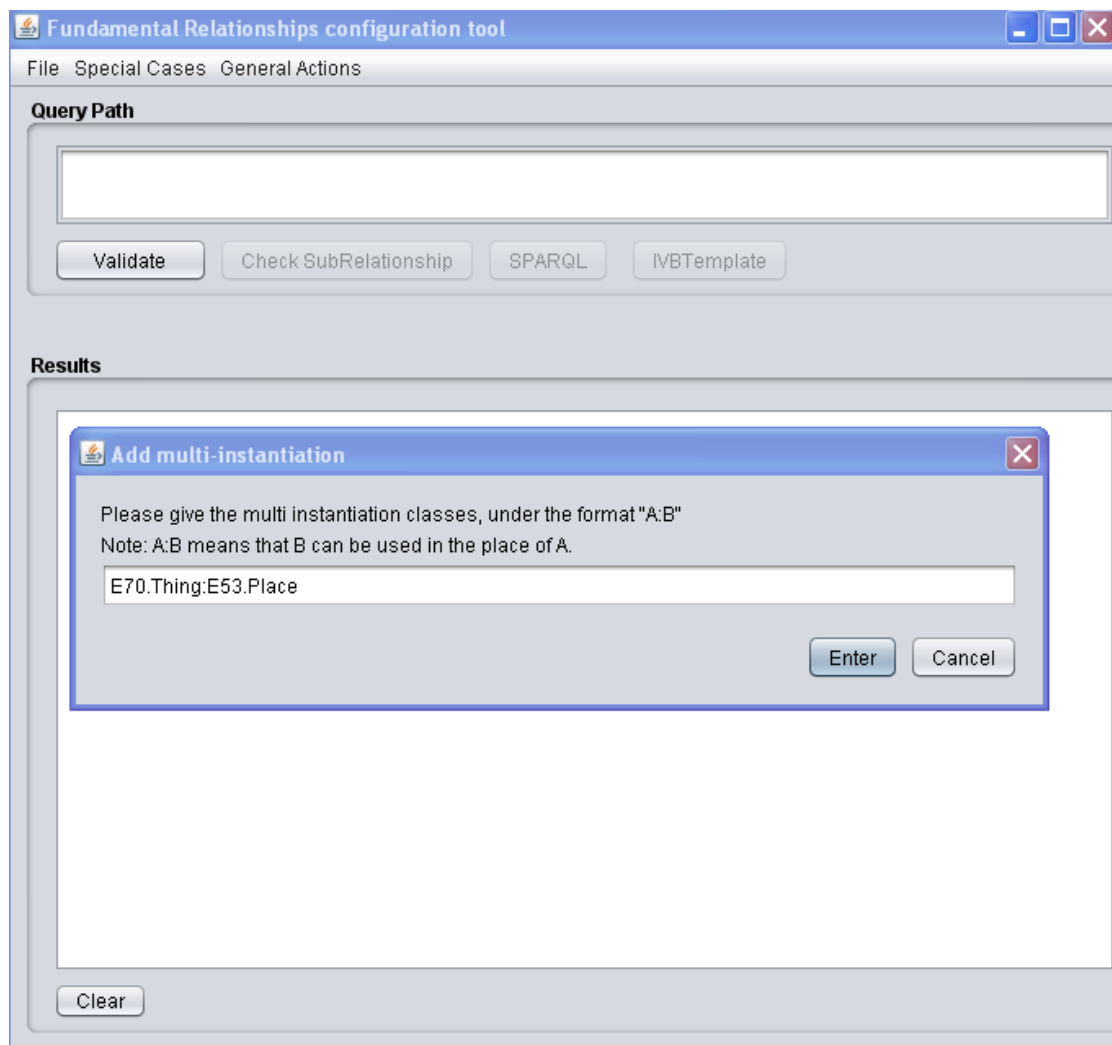 Fundamental Relationships configuration tool
File Special Cases General Actions
Query Path
Validate Check SubRelationship SPARQL IVBTemplate
Results
Add multi-instantiation
Please give the multi instantiation classes, under the format "A:B"
Note: A:B means that B can be used in the place of A.
E70.Thing:E53.Place
Enter Cancel
Clear